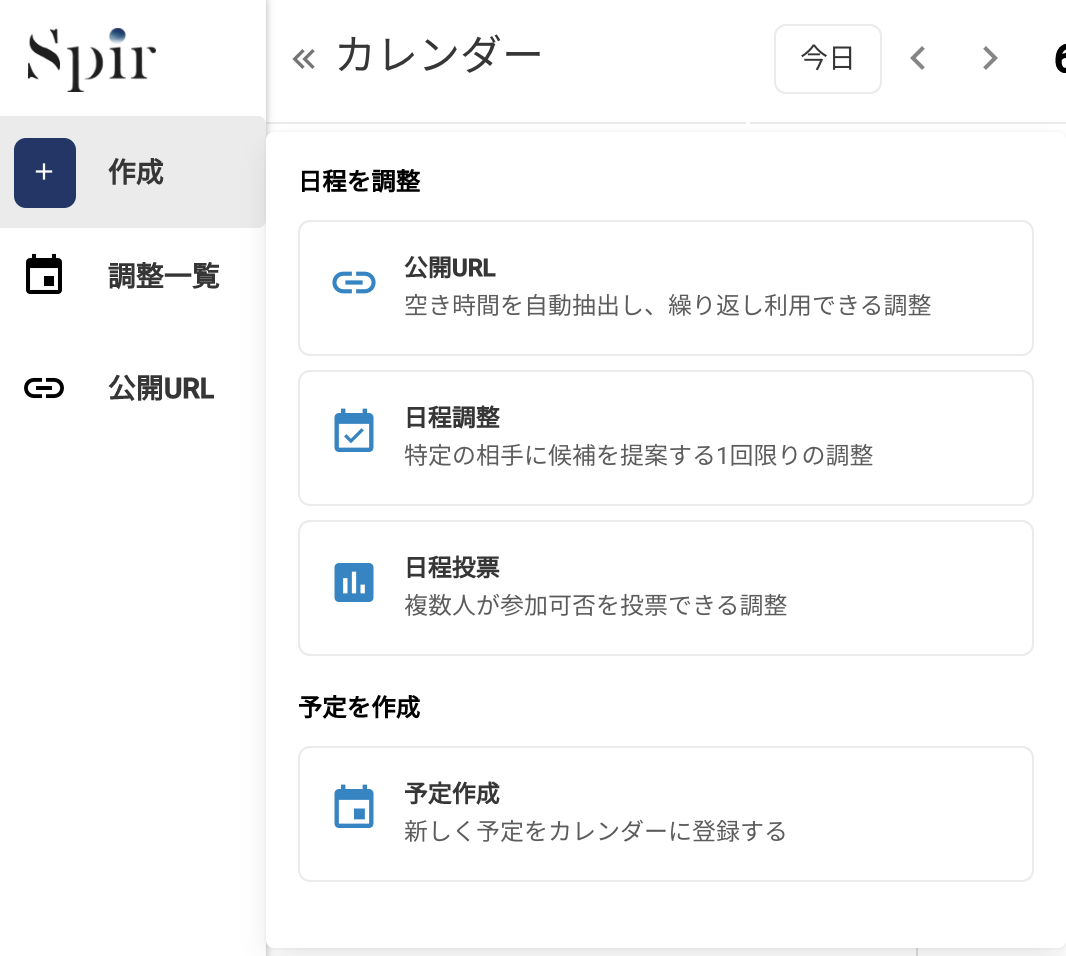 Spir
カレンダー
今日
作成
調整一覧
公開URL
日程を調整
公開URL
空き時間を自動抽出し、繰り返し利用できる調整
日程調整
特定の相手に候補を提案する1回限りの調整
日程投票
複数人が参加可否を投票できる調整
予定を作成
予定作成
新しく予定をカレンダーに登録する